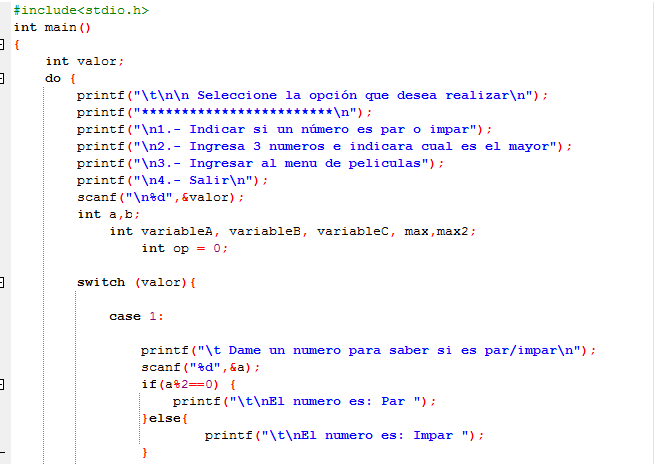 #include<stdio.h>
int main()
{
    int valor;
    do {
        printf("\t\n\n Seleccione la opción que desea realizar\n");
        printf("************************\n");
        printf("\n1.- Indicar si un número es par o impar");
        printf("\n2.- Ingresa 3 numeros e indicara cual es el mayor");
        printf("\n3.- Ingresar al menu de peliculas");
        printf("\n4.- Salir\n");
        scanf("\n%d",&valor);
        int a,b;
            int variableA, variableB, variableC, max,max2;
                int op = 0;
        switch (valor){
            case 1:
                printf("\t Dame un numero para saber si es par/impar\n");
                scanf("%d",&a);
                if(a%2==0) {
                    printf("\t\nEl numero es: Par ");
                }else{
                        printf("\t\nEl numero es: Impar ");
                }